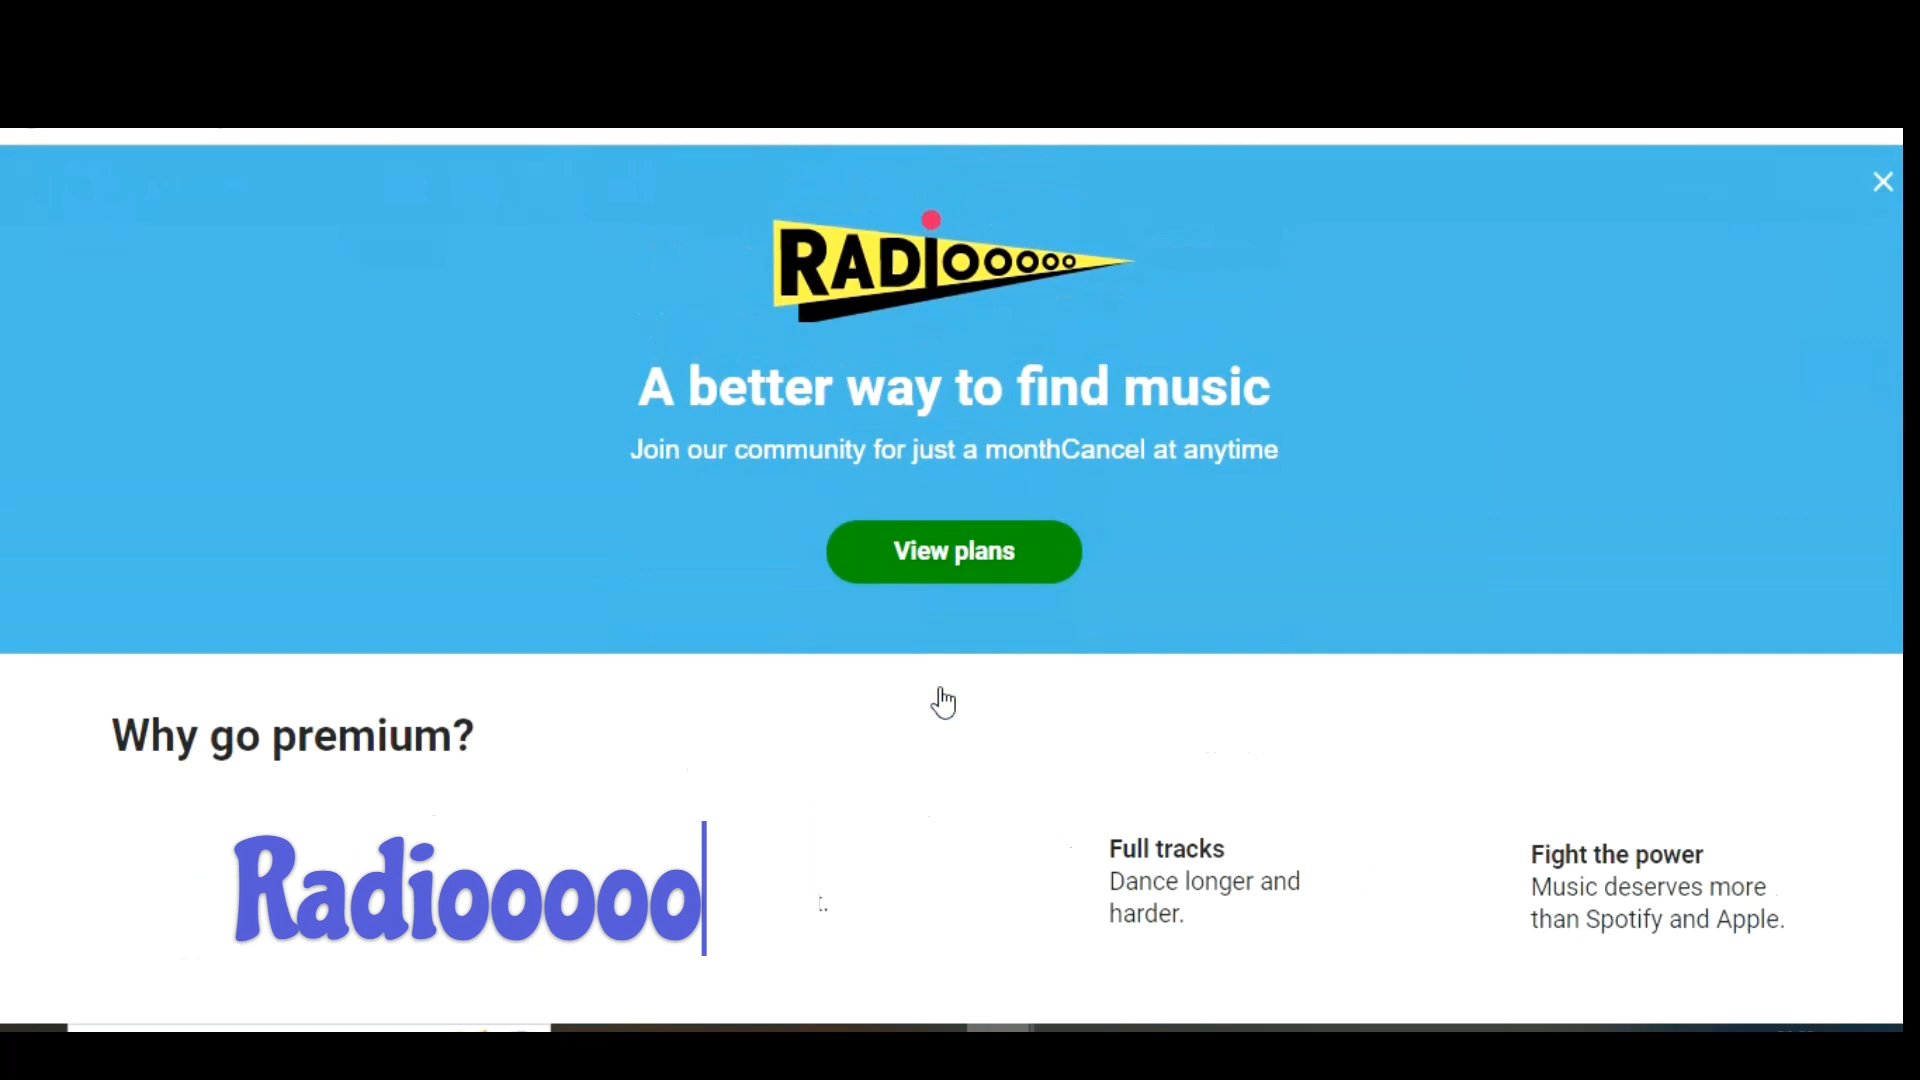 RADIOOOOO
A better way to find music
Join our community for just a monthCancel at anytime
View plans
Why go premium?
Radiooooo
t.
Full tracks
Dance longer and
harder.
Fight the power
Music deserves more
than Spotify and Apple.